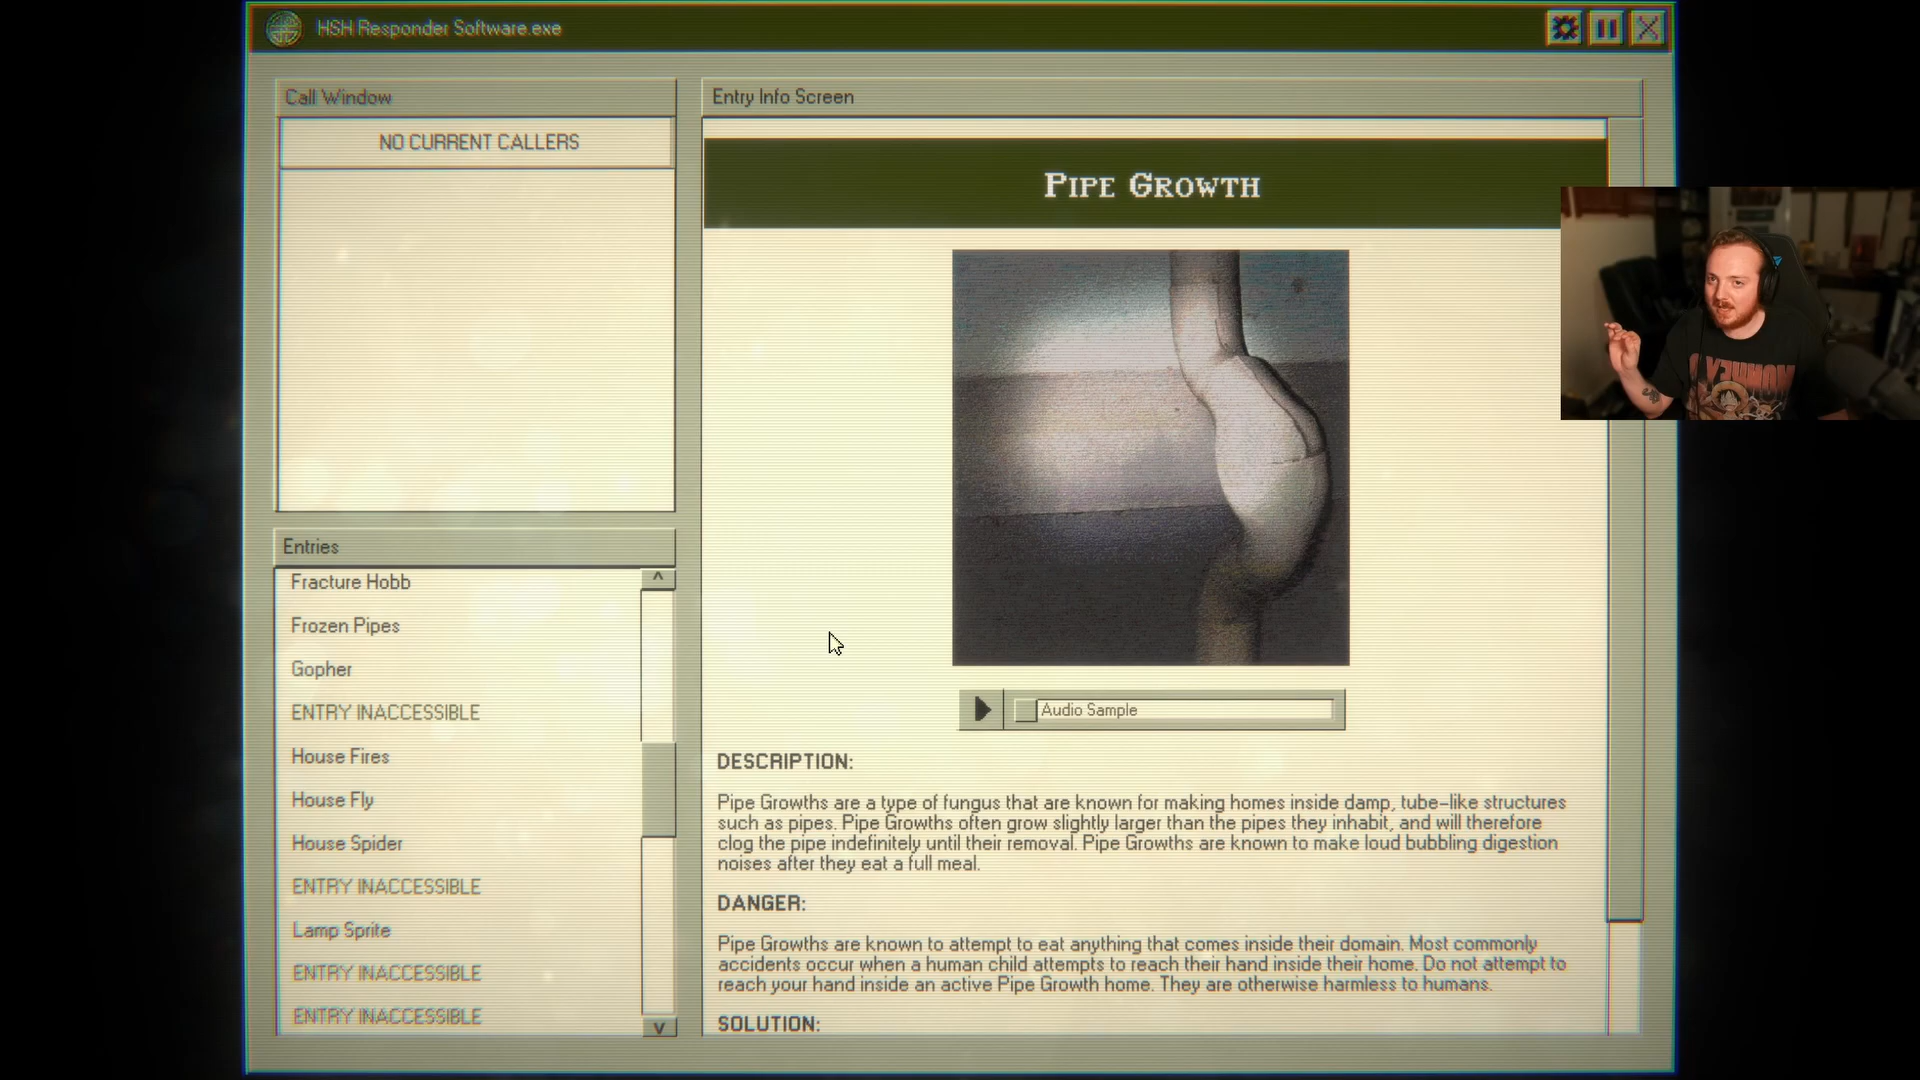 HSH Responder Software.exe
Call Window
NO CURRENT CALLERS
Entries
Fracture Hobb
Frozen Pipes
Gopher
ENTRY INACCESSIBLE
House Fires
House Fly
House Spider
ENTRY INACCESSIBLE
Lamp Sprite
ENTRY INACCESSIBLE
ENTRY INACCESSIBLE
Entry Info Screen
PIPE GROWTH
Audio Sample
DESCRIPTION:
Pipe Growths are a type of fungus that are known for making homes inside damp, tube-like structures
such as pipes. Pipe Growths often grow slightly larger than the pipes they inhabit, and will therefore
clog the pipe indefinitely until their removal. Pipe Growths are known to make loud bubbling digestion
noises after they eat a full meal.
DANGER:
Pipe Growths are known to attempt to eat anything that comes inside their domain. Most commonly
accidents occur when a human child attempts to reach their hand inside their home. Do not attempt to
reach your hand inside an active Pipe Growth home. They are otherwise harmless to humans.
SOLUTION: